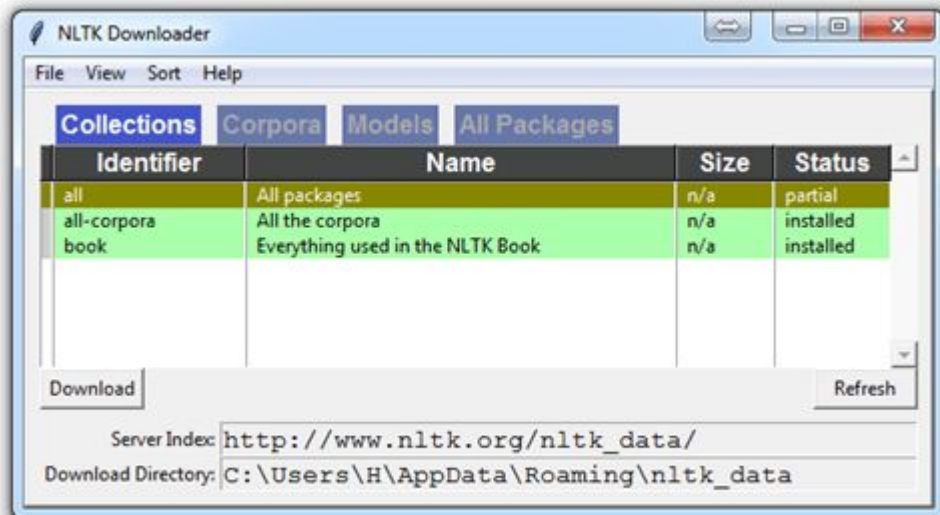 NLTK Downloader
File View Sort Help
Collections Corpora Models All Packages
Identifier Name Size Status
all All packages n/a partial
all-corpora All the corpora n/a installed
book Everything used in the NLTK Book n/a installed
Download Refresh
Server Index: http://www.nltk.org/nltk_data/
Download Directory: C:\Users\H\AppData\Roaming\nltk_data